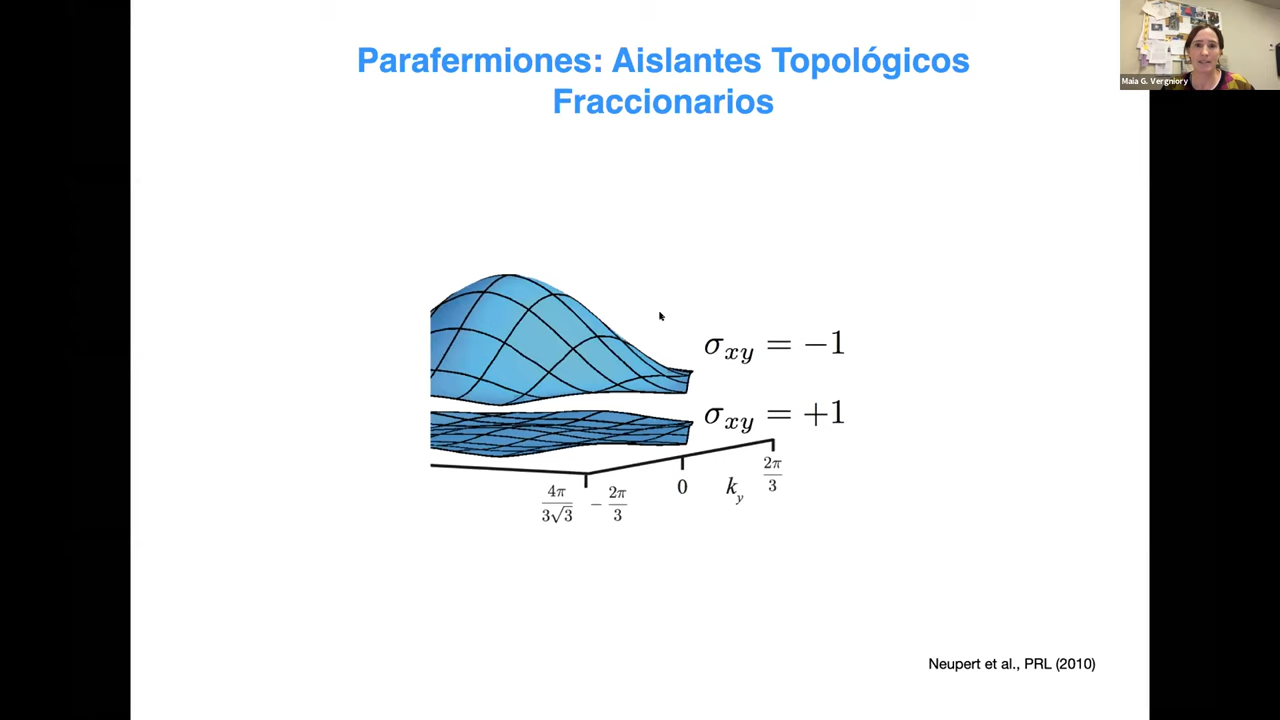 Parafermiones: Aislantes Topológicos
Fraccionarios
Maia G. Vergniory
σxy = −1
σxy = +1
4π/3√3
− 2π/3
0
ky
2π/3
Neupert et al., PRL (2010)